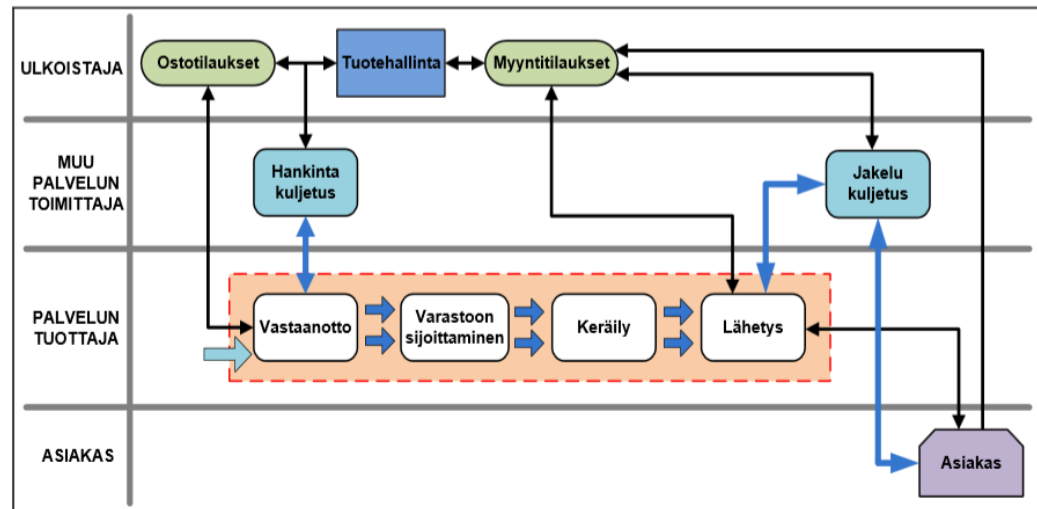 ULKOISTAJA
Ostotilaukset
Tuotehallinta
Myyntitilaukset
MUU
PALVELUN
TOIMITTAJA
Hankinta
kuljetus
Jakelu
kuljetus
PALVELUN
TUOTTAJA
Vastaanotto
Varastoon
sijoittaminen
Keräily
Lähetys
ASIAKAS
Asiakas